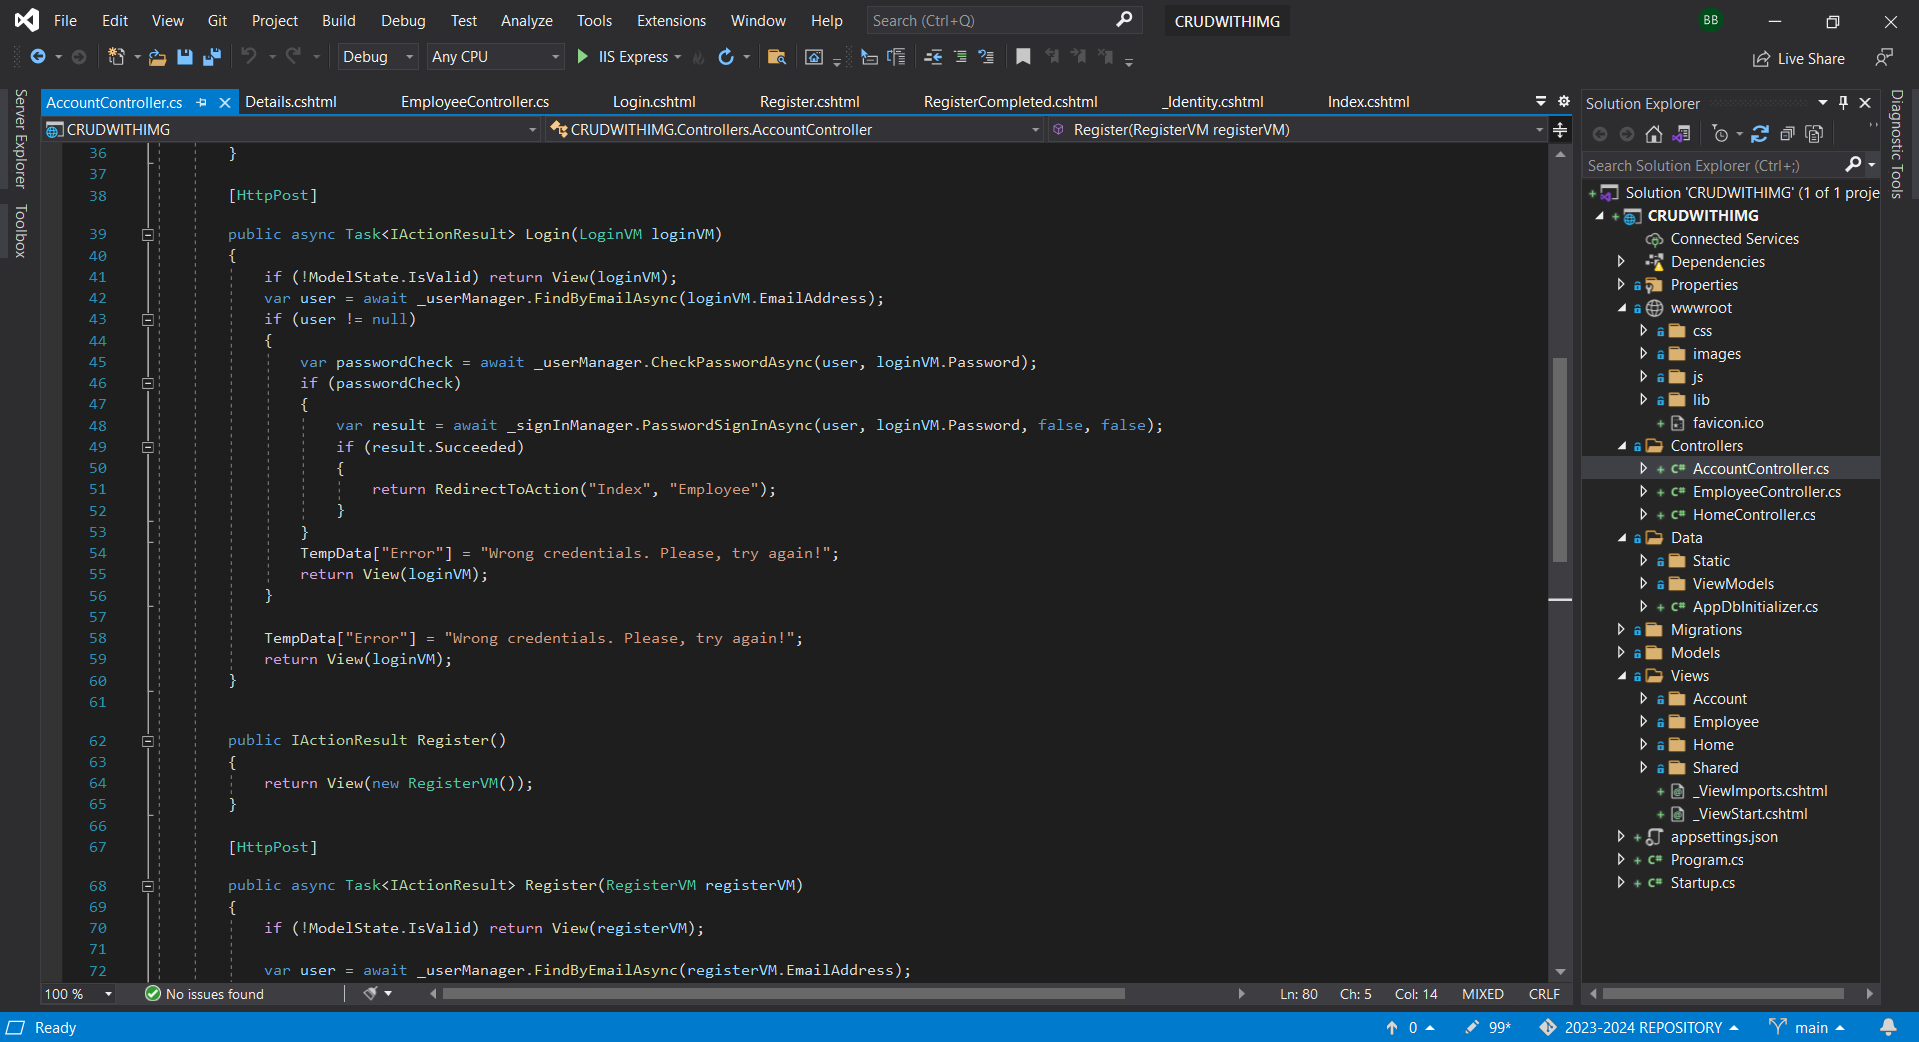 File Edit View Git Project Build Debug Test Analyze Tools Extensions Window Help Search (Ctrl+Q) CRUDWITHIMG BB
Debug Any CPU IIS Express Live Share
Server Explorer
Toolbox
AccountController.cs Details.cshtml EmployeeController.cs Login.cshtml Register.cshtml RegisterCompleted.cshtml _Identity.cshtml Index.cshtml
CRUDWITHIMG CRUDWITHIMG.Controllers.AccountController Register(RegisterVM registerVM)
36 }
37
38 [HttpPost]
39 public async Task<IActionResult> Login(LoginVM loginVM)
40 {
41 if (!ModelState.IsValid) return View(loginVM);
42 var user = await _userManager.FindByEmailAsync(loginVM.EmailAddress);
43 if (user != null)
44 {
45 var passwordCheck = await _userManager.CheckPasswordAsync(user, loginVM.Password);
46 if (passwordCheck)
47 {
48 var result = await _signInManager.PasswordSignInAsync(user, loginVM.Password, false, false);
49 if (result.Succeeded)
50 {
51 return RedirectToAction("Index", "Employee");
52 }
53 }
54 TempData["Error"] = "Wrong credentials. Please, try again!";
55 return View(loginVM);
56 }
57
58 TempData["Error"] = "Wrong credentials. Please, try again!";
59 return View(loginVM);
60 }
61
62 public IActionResult Register()
63 {
64 return View(new RegisterVM());
65 }
66
67 [HttpPost]
68 public async Task<IActionResult> Register(RegisterVM registerVM)
69 {
70 if (!ModelState.IsValid) return View(registerVM);
71
72 var user = await _userManager.FindByEmailAsync(registerVM.EmailAddress);
100 % No issues found Ln: 80 Ch: 5 Col: 14 MIXED CRLF
Solution Explorer
Search Solution Explorer (Ctrl+;)
Solution 'CRUDWITHIMG' (1 of 1 proje
CRUDWITHIMG
Connected Services
Dependencies
Properties
wwwroot
css
images
js
lib
favicon.ico
Controllers
C# AccountController.cs
C# EmployeeController.cs
C# HomeController.cs
Data
Static
ViewModels
C# AppDbInitializer.cs
Migrations
Models
Views
Account
Employee
Home
Shared
_ViewImports.cshtml
_ViewStart.cshtml
appsettings.json
C# Program.cs
C# Startup.cs
Diagnostic Tools
Ready 0 99* 2023-2024 REPOSITORY main